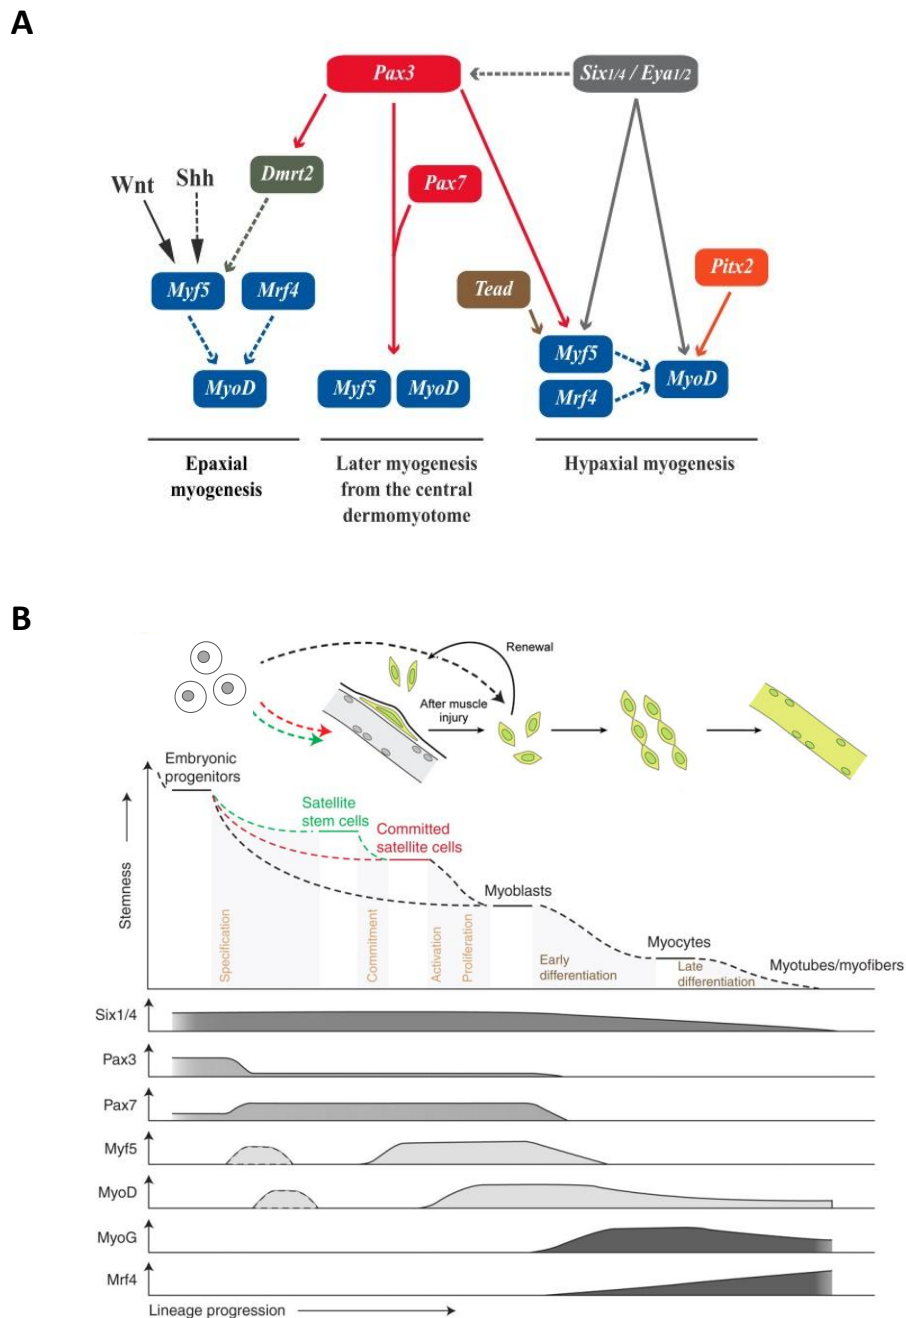 A
Pax3
Six1/4 / Eya1/2
Wnt
Shh
Dmrt2
Pax7
Pitx2
Tead
Myf5
Mrf4
MyoD
Myf5
MyoD
Myf5
Mrf4
MyoD
Epaxial
myogenesis
Later myogenesis
from the central
dermomyotome
Hypaxial myogenesis
B
Renewal
After muscle
injury
Embryonic
progenitors
Satellite
stem cells
Committed
satellite cells
Myoblasts
Myocytes
Myotubes/myofibers
Stemness
Specification
Commitment
Activation
Proliferation
Early
differentiation
Late
differentiation
Six1/4
Pax3
Pax7
Myf5
MyoD
MyoG
Mrf4
Lineage progression